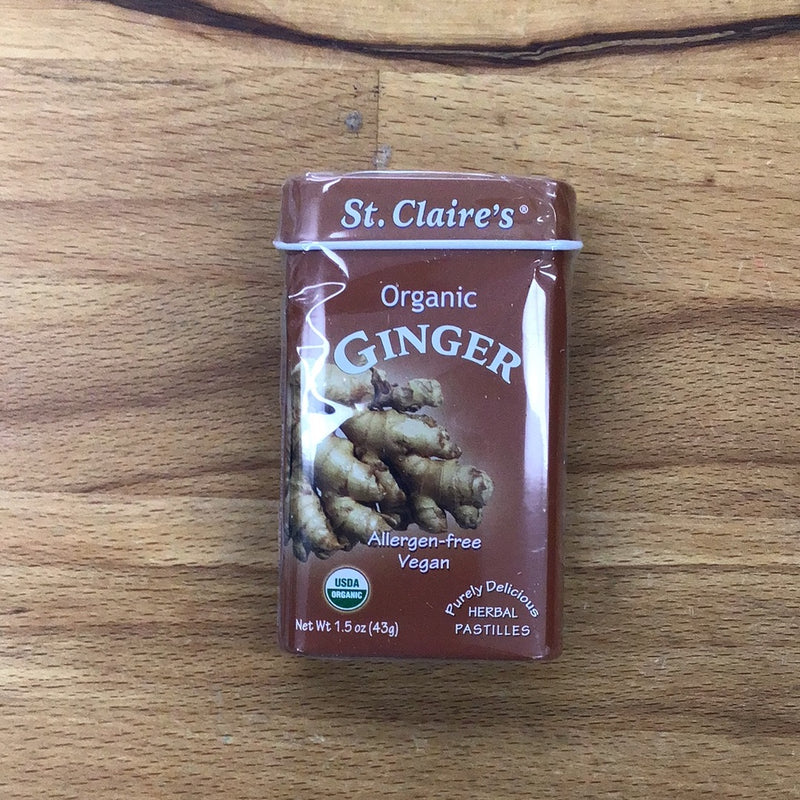 St. Claire's®
Organic
GINGER
Allergen-free
Vegan
USDA
ORGANIC
Net Wt 1.5 oz (43g)
Purely Delicious
HERBAL
PASTILLES